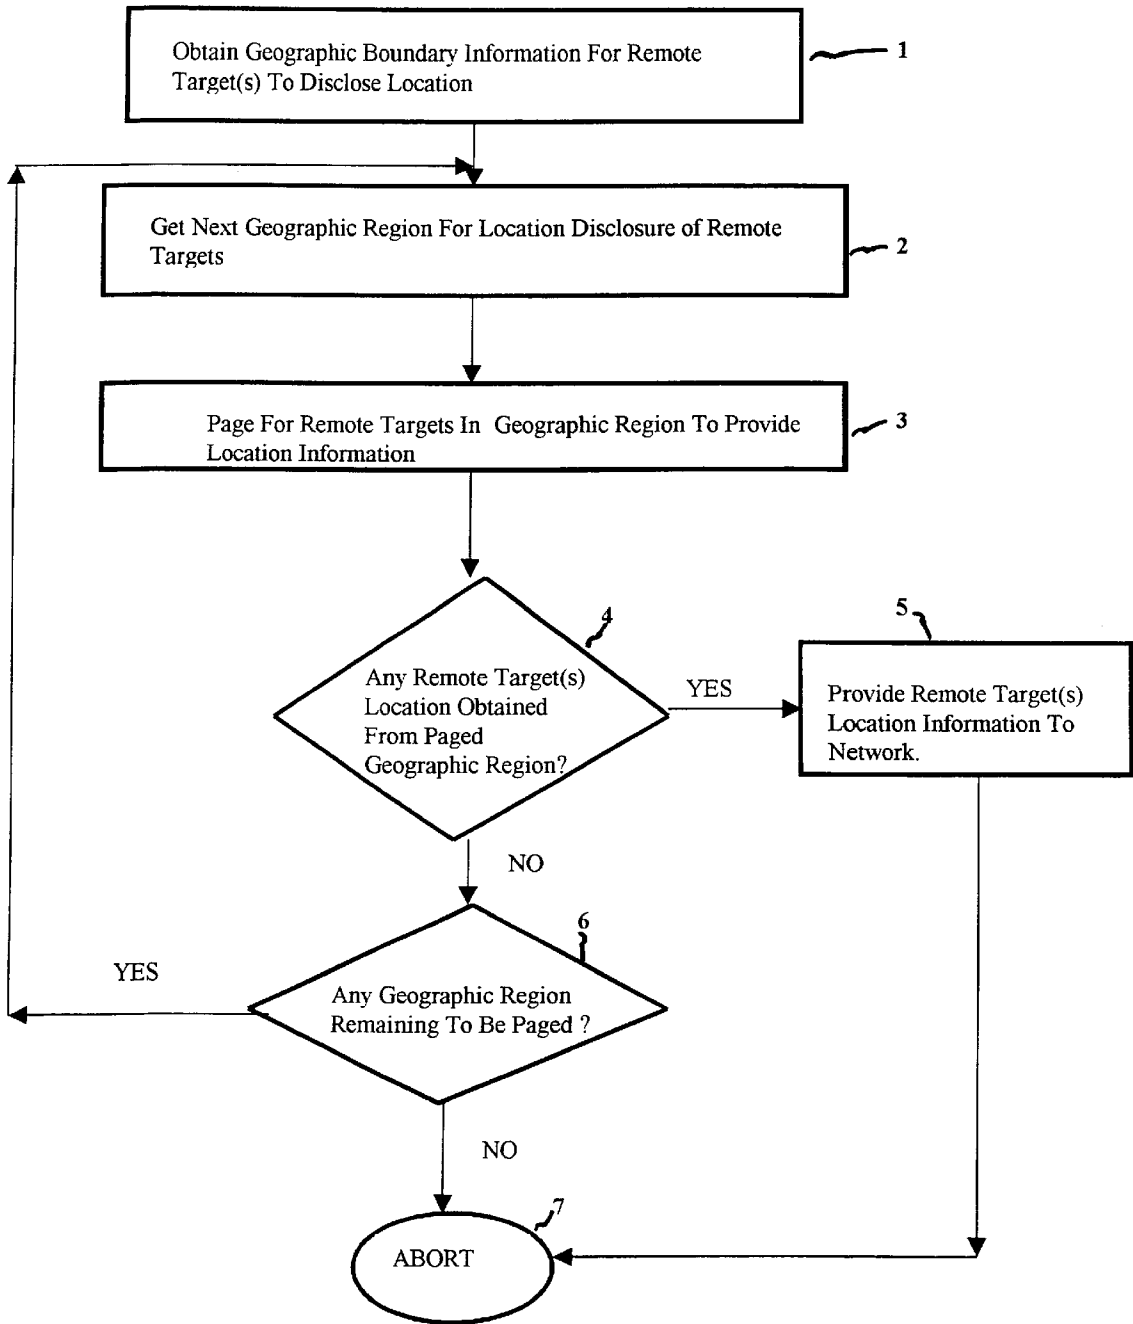 Obtain Geographic Boundary Information For Remote
Target(s) To Disclose Location
1
Get Next Geographic Region For Location Disclosure of Remote
Targets
2
Page For Remote Targets In Geographic Region To Provide
Location Information
3
4
Any Remote Target(s)
Location Obtained
From Paged
Geographic Region?
YES
5
Provide Remote Target(s)
Location Information To
Network.
NO
6
Any Geographic Region
Remaining To Be Paged ?
YES
NO
7
ABORT